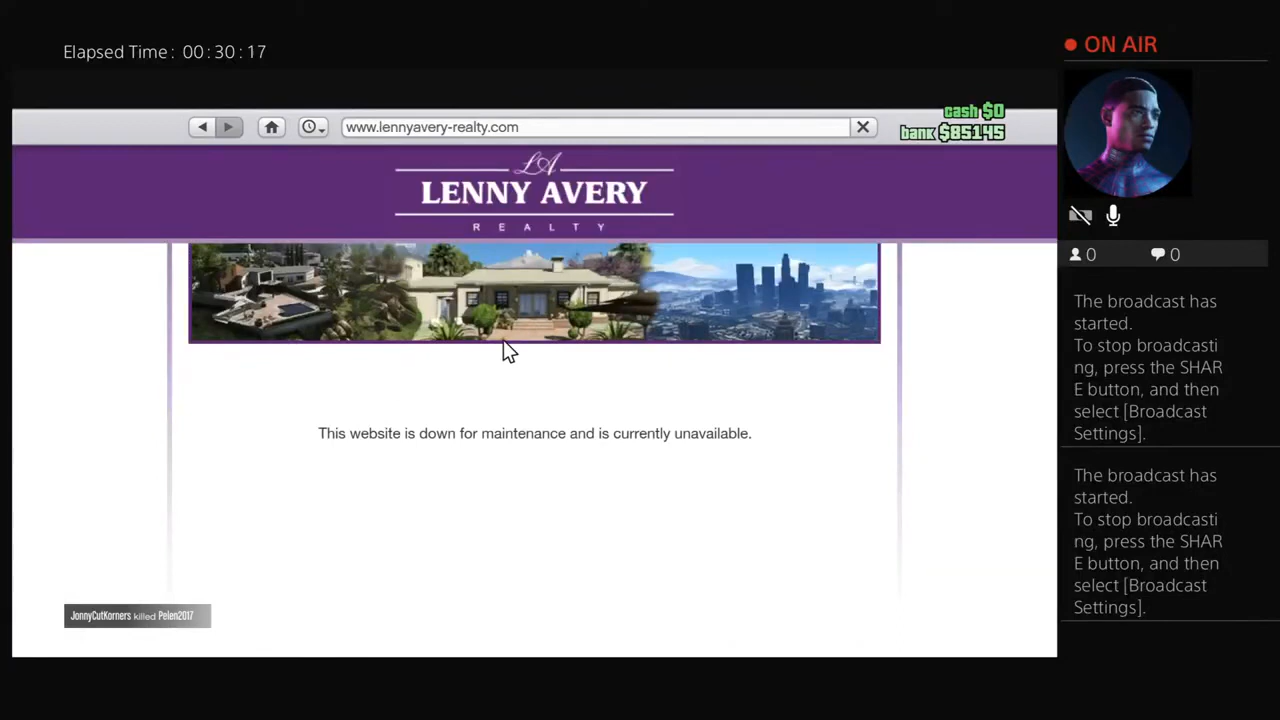 Elapsed Time: 00:30:17
ON AIR
cash $0
www.lennyavery-realty.com
bank $85145
LA
LENNY AVERY
REALTY
0
0
The broadcast has
started.
To stop broadcasti
ng, press the SHAR
E button, and then
select [Broadcast
Settings].
This website is down for maintenance and is currently unavailable.
The broadcast has
started.
To stop broadcasti
ng, press the SHAR
E button, and then
select [Broadcast
Settings].
JonnyCutKorners killed Pelen2017